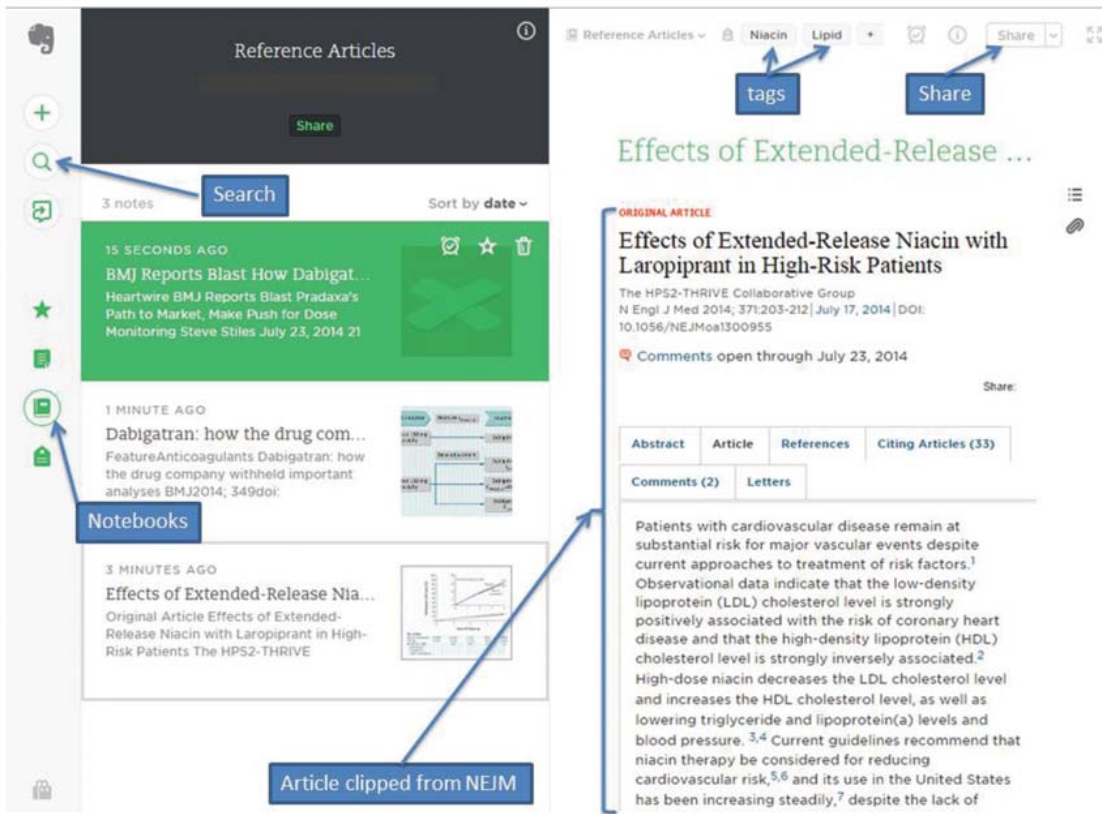 Reference Articles
Share
Search
3 notes
Sort by date
15 SECONDS AGO
BMJ Reports Blast How Dabigat...
Heartwire BMJ Reports Blast Pradaxa's
Path to Market, Make Push for Dose
Monitoring Steve Stiles July 23, 2014 21
1 MINUTE AGO
Dabigatran: how the drug com...
FeatureAnticoagulants Dabigatran: how
the drug company withheld important
analyses BMJ2014; 349doi:
Notebooks
3 MINUTES AGO
Effects of Extended-Release Nia...
Original Article Effects of Extended-
Release Niacin with Laropiprant in High-
Risk Patients The HPS2-THRIVE
Article clipped from NEJM
Reference Articles
Niacin
Lipid
+
Share
tags
Share
Effects of Extended-Release ...
ORIGINAL ARTICLE
Effects of Extended-Release Niacin with
Laropiprant in High-Risk Patients
The HPS2-THRIVE Collaborative Group
N Engl J Med 2014; 371:203-212 | July 17, 2014 | DOI:
10.1056/NEJMoa1300955
Comments open through July 23, 2014
Share:
Abstract Article References Citing Articles (33)
Comments (2) Letters
Patients with cardiovascular disease remain at
substantial risk for major vascular events despite
current approaches to treatment of risk factors.1
Observational data indicate that the low-density
lipoprotein (LDL) cholesterol level is strongly
positively associated with the risk of coronary heart
disease and that the high-density lipoprotein (HDL)
cholesterol level is strongly inversely associated.2
High-dose niacin decreases the LDL cholesterol level
and increases the HDL cholesterol level, as well as
lowering triglyceride and lipoprotein(a) levels and
blood pressure. 3,4 Current guidelines recommend that
niacin therapy be considered for reducing
cardiovascular risk,5,6 and its use in the United States
has been increasing steadily,7 despite the lack of